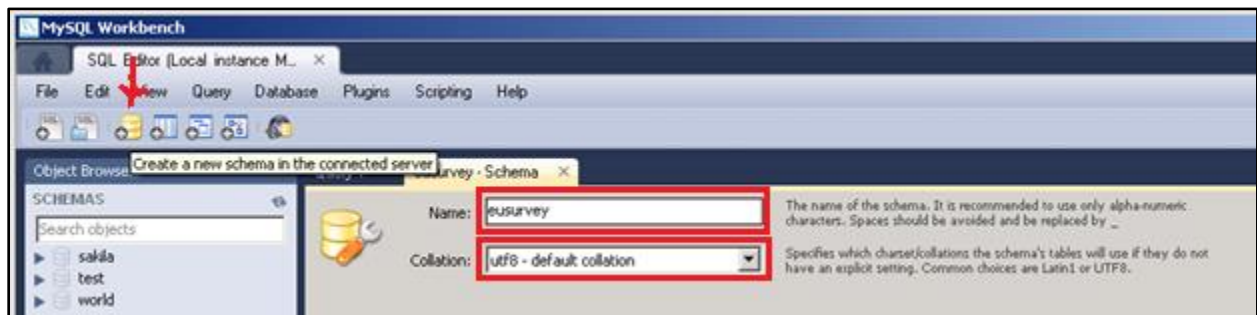 MySQL Workbench
SQL Editor (Local instance M...
File Edit View Query Database Plugins Scripting Help
Create a new schema in the connected server
Object Browse
eusurvey - Schema
SCHEMAS
Search objects
sakila
test
world
Name: eusurvey
The name of the schema. It is recommended to use only alpha-numeric
characters. Spaces should be avoided and be replaced by _
Collation: utf8 - default collation
Specifies which charset/collations the schema's tables will use if they do not
have an explicit setting. Common choices are Latin1 or UTF8.